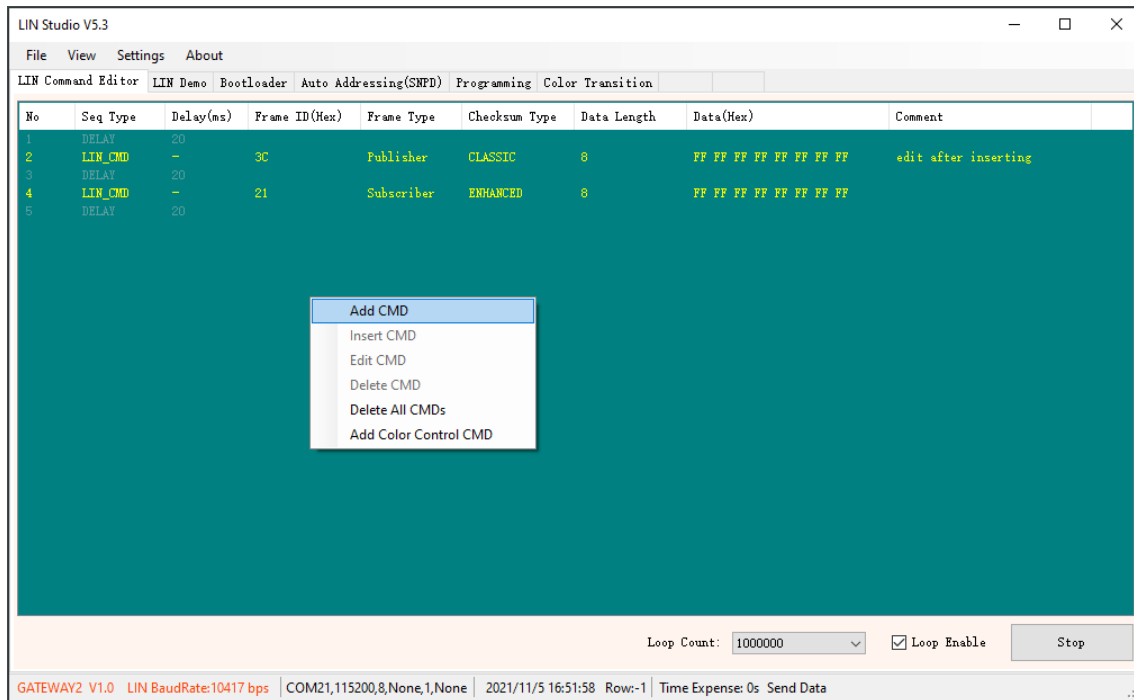 LIN Studio V5.3
File View Settings About
LIN Command Editor LIN Demo Bootloader Auto Addressing(SNPD) Programming Color Transition
No Seq Type Delay(ms) Frame ID(Hex) Frame Type Checksum Type Data Length Data(Hex) Comment
1 DELAY 20
2 LIN_CMD - 3C Publisher CLASSIC 8 FF FF FF FF FF FF FF FF edit after inserting
3 DELAY 20
4 LIN_CMD - 21 Subscriber ENHANCED 8 FF FF FF FF FF FF FF FF
5 DELAY 20
Add CMD
Insert CMD
Edit CMD
Delete CMD
Delete All CMDs
Add Color Control CMD
Loop Count: 1000000 Loop Enable Stop
GATEWAY2 V1.0 LIN BaudRate:10417 bps COM21,115200,8,None,1,None 2021/11/5 16:51:58 Row:-1 Time Expense: 0s Send Data